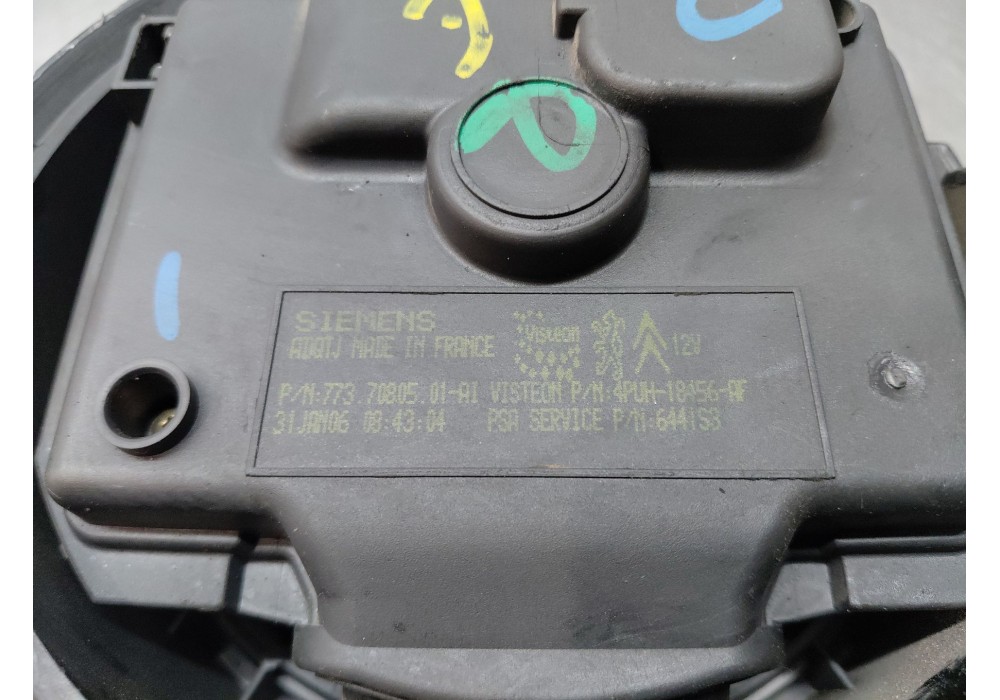 SIEMENS
ADQTJ MADE IN FRANCE Visteon 12V
P/N:773.70805.01-A1 VISTEON P/N:4PUH-18456-AF
31JAN06 08:43:04 PSA SERVICE P/N:6441S8